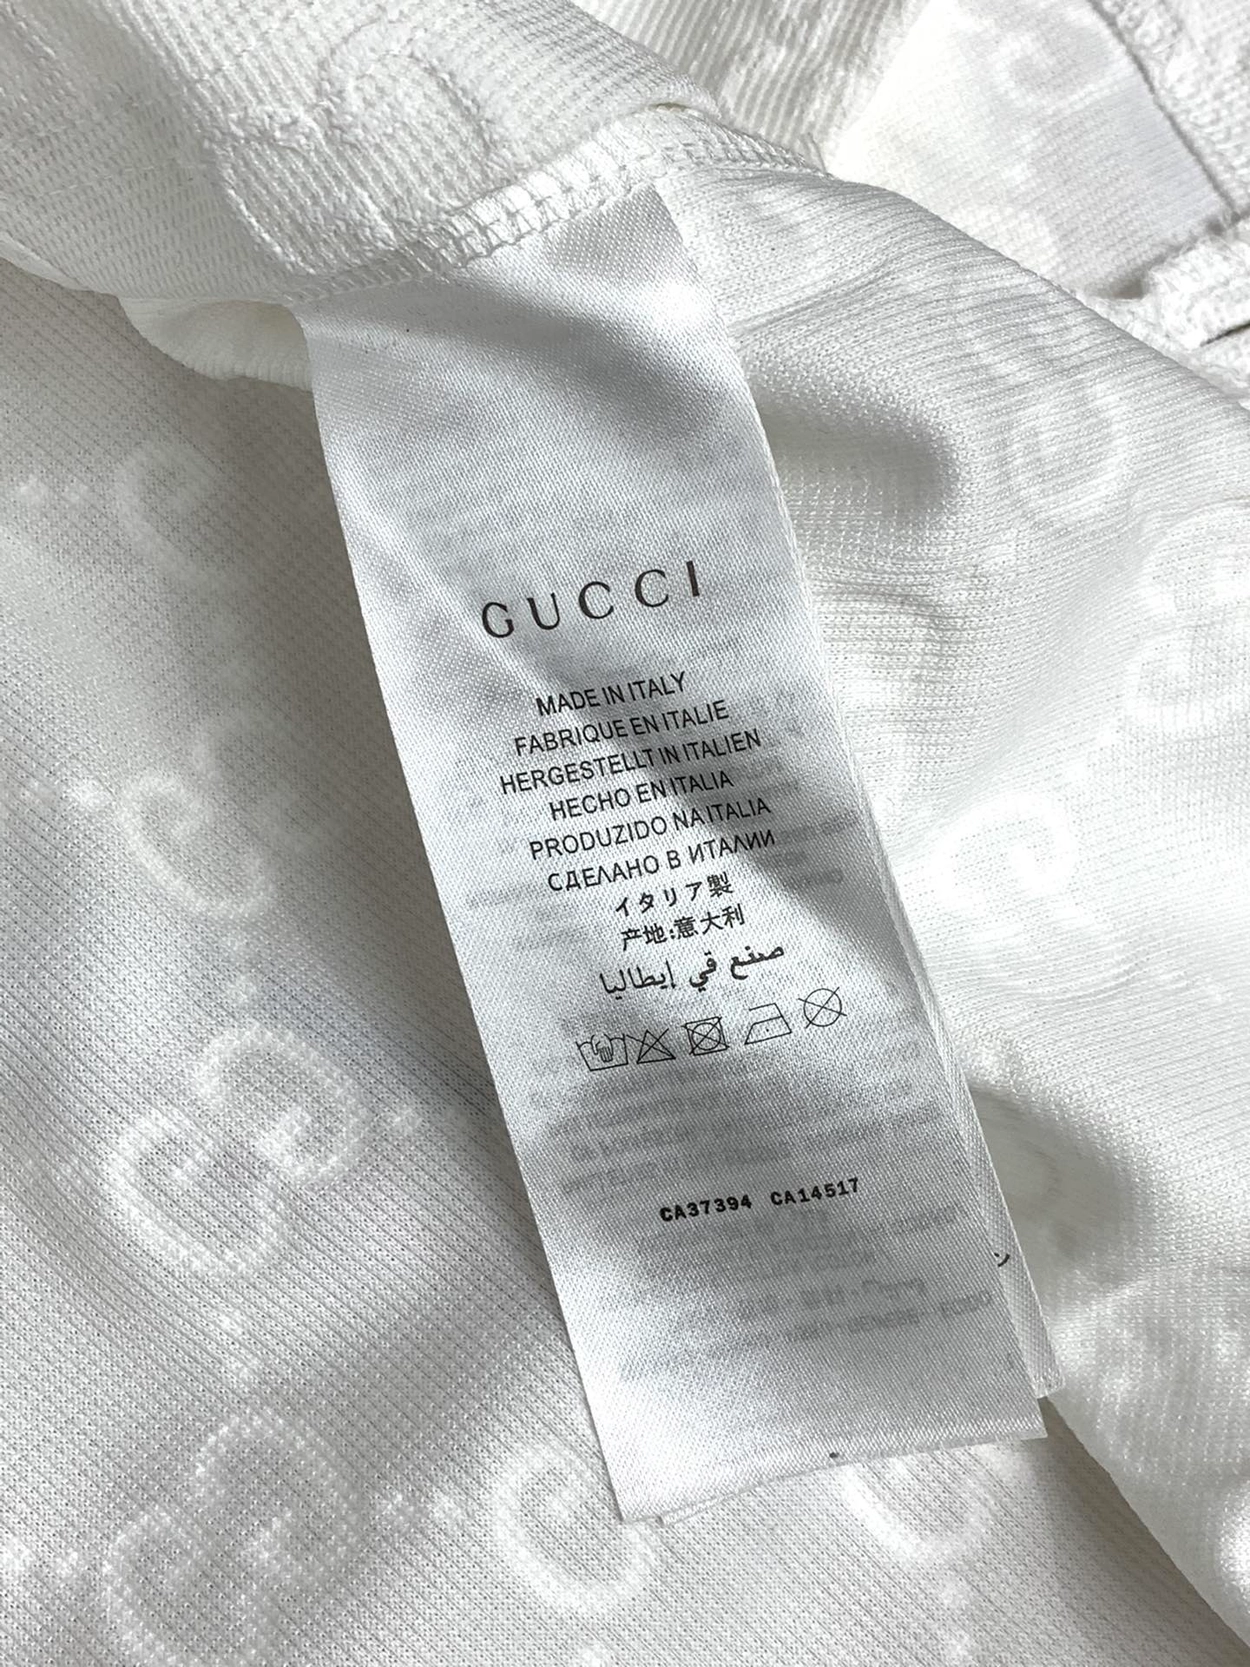 GUCCI
MADE IN ITALY
FABRIQUE EN ITALIE
HERGESTELLT IN ITALIEN
HECHO EN ITALIA
PRODUZIDO NA ITALIA
СДЕЛАНО В ИТАЛИИ
イタリア製
产地:意大利
صنع في إيطاليا
CA37394 CA14517